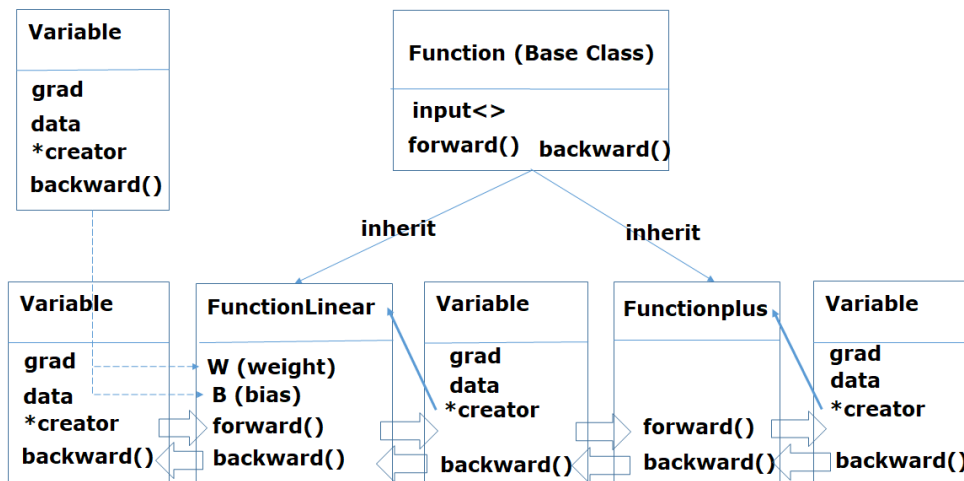 Variable
grad
data
*creator
backward()
Function (Base Class)
input<>
forward()
backward()
inherit
inherit
Variable
grad
data
*creator
backward()
FunctionLinear
W (weight)
B (bias)
forward()
backward()
Variable
grad
data
*creator
backward()
Functionplus
forward()
backward()
Variable
grad
data
*creator
backward()